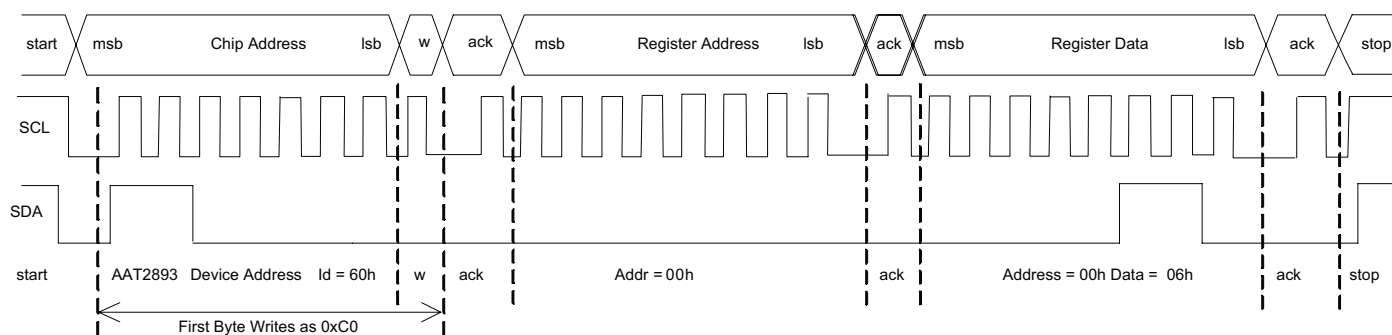 start msb Chip Address lsb w ack msb Register Address lsb ack msb Register Data lsb ack stop
SCL
SDA
start AAT2893 Device Address Id = 60h w ack Addr = 00h ack Address = 00h Data = 06h ack stop
First Byte Writes as 0xC0